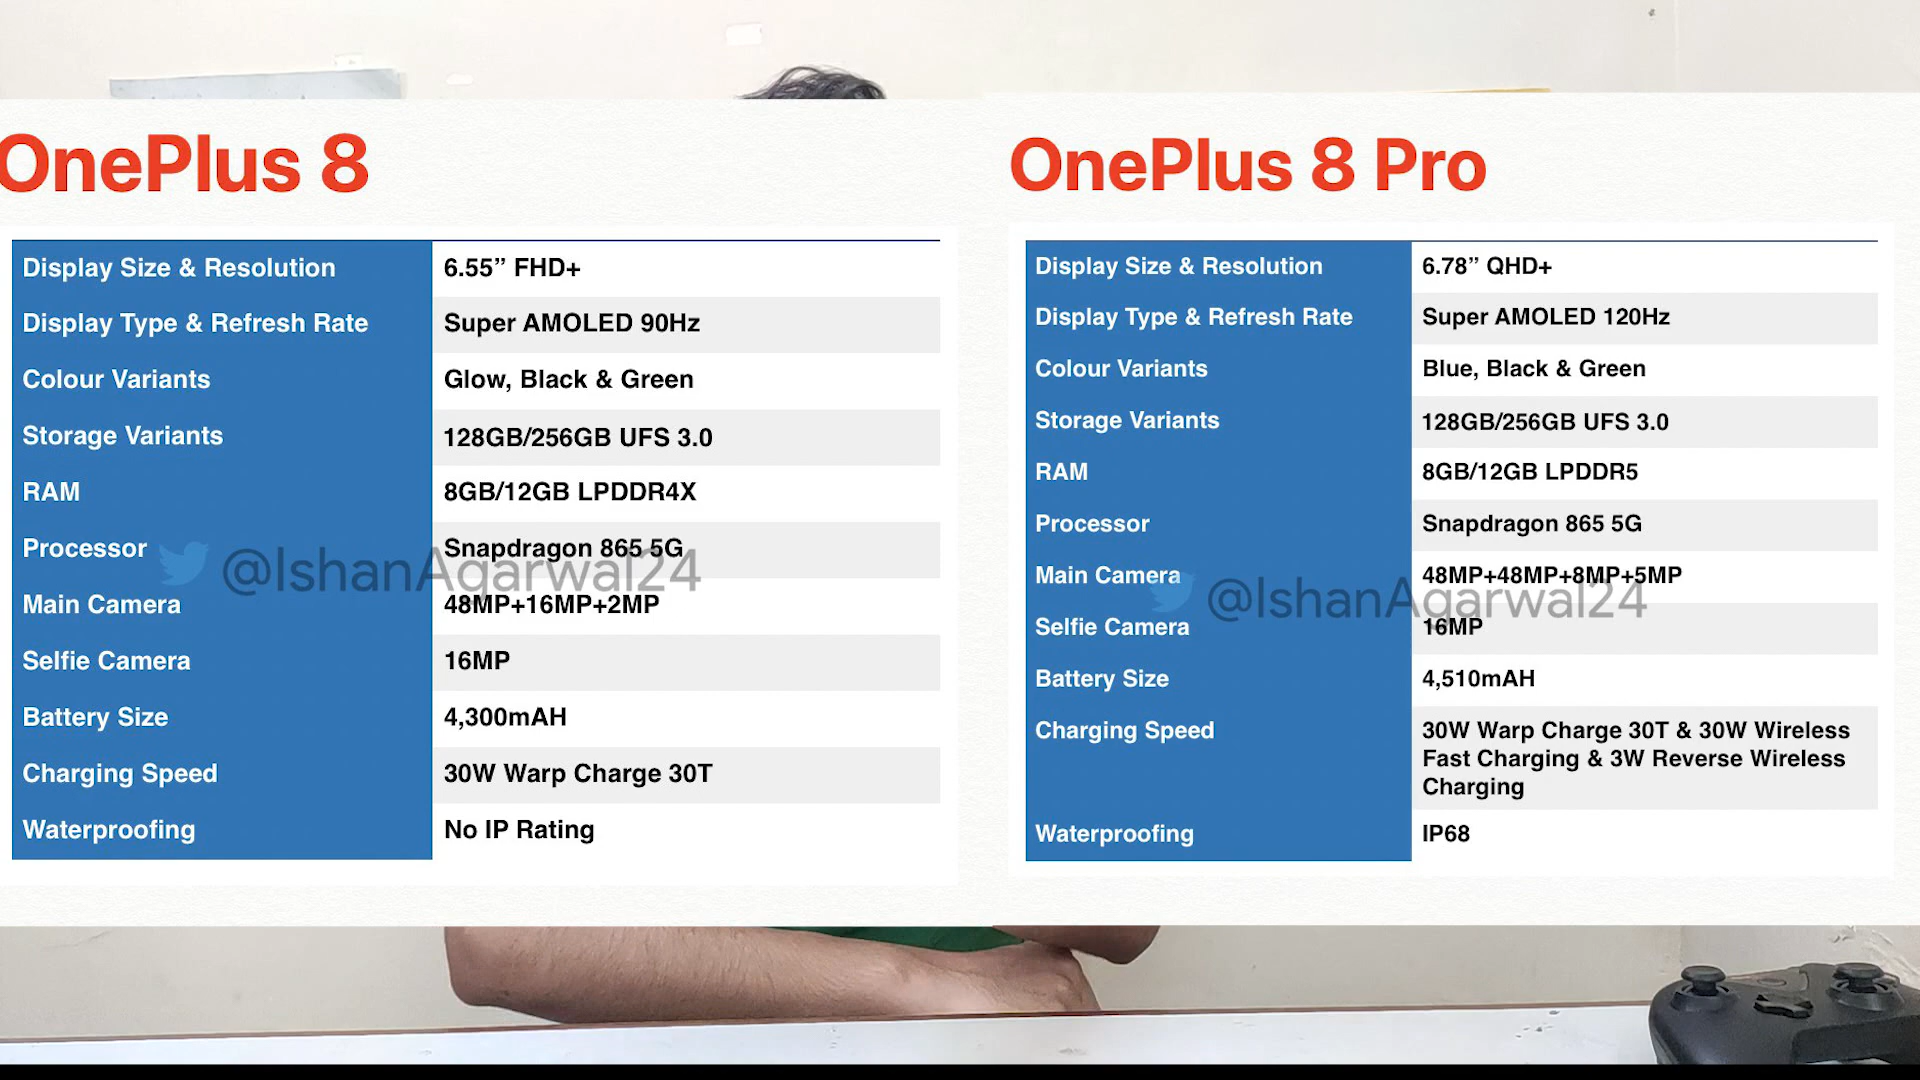 OnePlus 8
Display Size & Resolution 6.55” FHD+
Display Type & Refresh Rate Super AMOLED 90Hz
Colour Variants Glow, Black & Green
Storage Variants 128GB/256GB UFS 3.0
RAM 8GB/12GB LPDDR4X
Processor Snapdragon 865 5G
@IshanAgarwal24
Main Camera 48MP+16MP+2MP
Selfie Camera 16MP
Battery Size 4,300mAH
Charging Speed 30W Warp Charge 30T
Waterproofing No IP Rating
OnePlus 8 Pro
Display Size & Resolution 6.78” QHD+
Display Type & Refresh Rate Super AMOLED 120Hz
Colour Variants Blue, Black & Green
Storage Variants 128GB/256GB UFS 3.0
RAM 8GB/12GB LPDDR5
Processor Snapdragon 865 5G
Main Camera 48MP+48MP+8MP+5MP
@IshanAgarwal24
Selfie Camera 16MP
Battery Size 4,510mAH
Charging Speed 30W Warp Charge 30T & 30W Wireless
Fast Charging & 3W Reverse Wireless
Charging
Waterproofing IP68